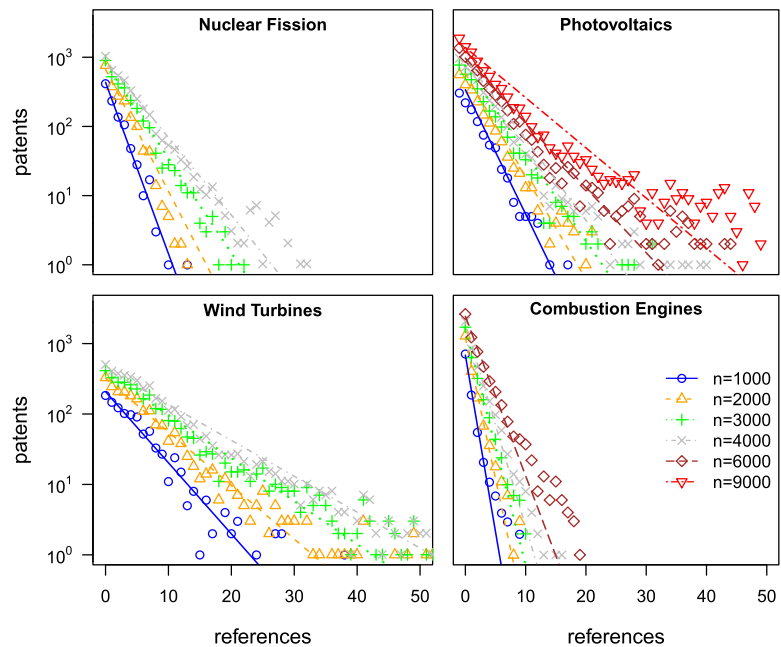 Nuclear Fission
Photovoltaics
patents
10³
10²
10¹
10⁰
Wind Turbines
Combustion Engines
patents
10³
10²
10¹
10⁰
n=1000
n=2000
n=3000
n=4000
n=6000
n=9000
0 10 20 30 40 50
0 10 20 30 40 50
references
references